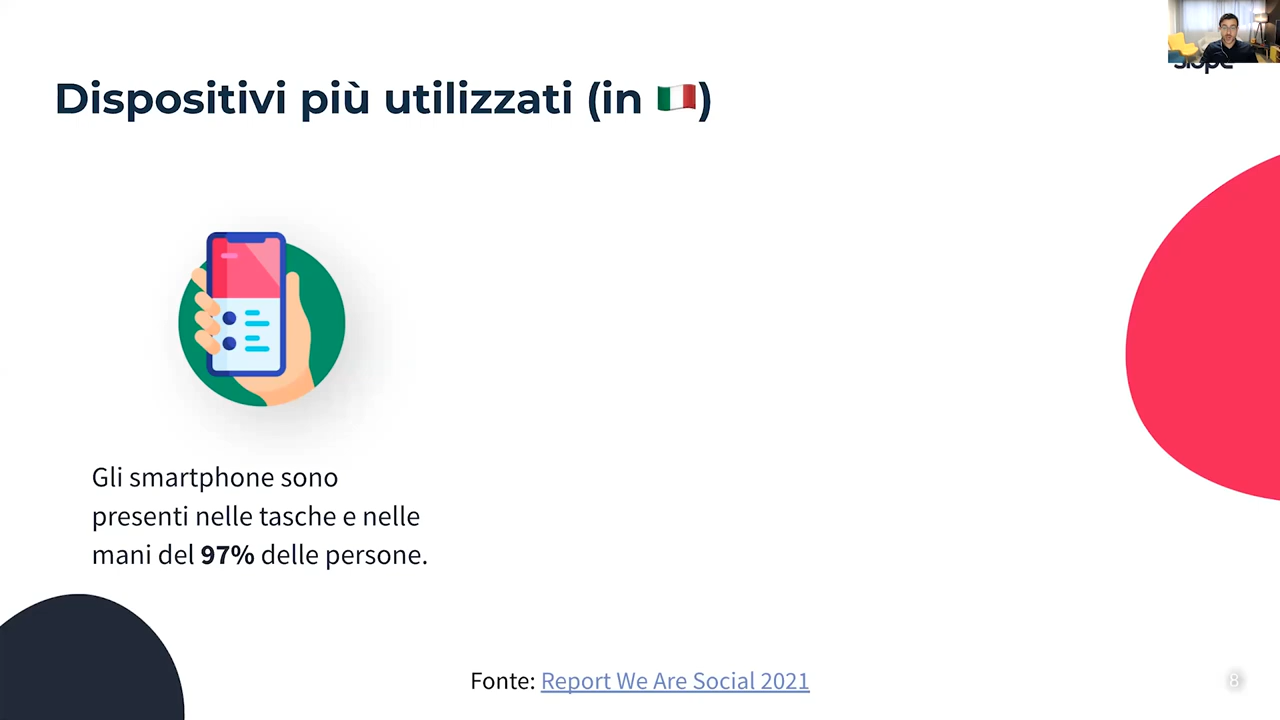 Dispositivi più utilizzati (in 🇮🇹)
Gli smartphone sono
presenti nelle tasche e nelle
mani del 97% delle persone.
Fonte: Report We Are Social 2021
8